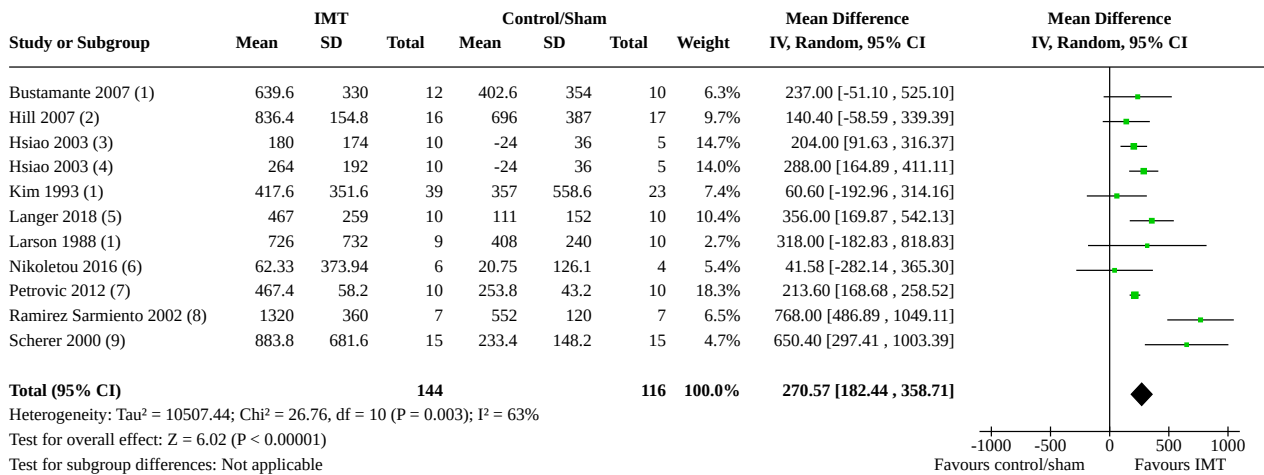 IMT Control/Sham Mean Difference Mean Difference
Study or Subgroup Mean SD Total Mean SD Total Weight IV, Random, 95% CI IV, Random, 95% CI
Bustamante 2007 (1) 639.6 330 12 402.6 354 10 6.3% 237.00 [-51.10 , 525.10]
Hill 2007 (2) 836.4 154.8 16 696 387 17 9.7% 140.40 [-58.59 , 339.39]
Hsiao 2003 (3) 180 174 10 -24 36 5 14.7% 204.00 [91.63 , 316.37]
Hsiao 2003 (4) 264 192 10 -24 36 5 14.0% 288.00 [164.89 , 411.11]
Kim 1993 (1) 417.6 351.6 39 357 558.6 23 7.4% 60.60 [-192.96 , 314.16]
Langer 2018 (5) 467 259 10 111 152 10 10.4% 356.00 [169.87 , 542.13]
Larson 1988 (1) 726 732 9 408 240 10 2.7% 318.00 [-182.83 , 818.83]
Nikoletou 2016 (6) 62.33 373.94 6 20.75 126.1 4 5.4% 41.58 [-282.14 , 365.30]
Petrovic 2012 (7) 467.4 58.2 10 253.8 43.2 10 18.3% 213.60 [168.68 , 258.52]
Ramirez Sarmiento 2002 (8) 1320 360 7 552 120 7 6.5% 768.00 [486.89 , 1049.11]
Scherer 2000 (9) 883.8 681.6 15 233.4 148.2 15 4.7% 650.40 [297.41 , 1003.39]
Total (95% CI) 144 116 100.0% 270.57 [182.44 , 358.71]
Heterogeneity: Tau² = 10507.44; Chi² = 26.76, df = 10 (P = 0.003); I² = 63%
Test for overall effect: Z = 6.02 (P < 0.00001)
Test for subgroup differences: Not applicable
-1000 -500 0 500 1000
Favours control/sham Favours IMT